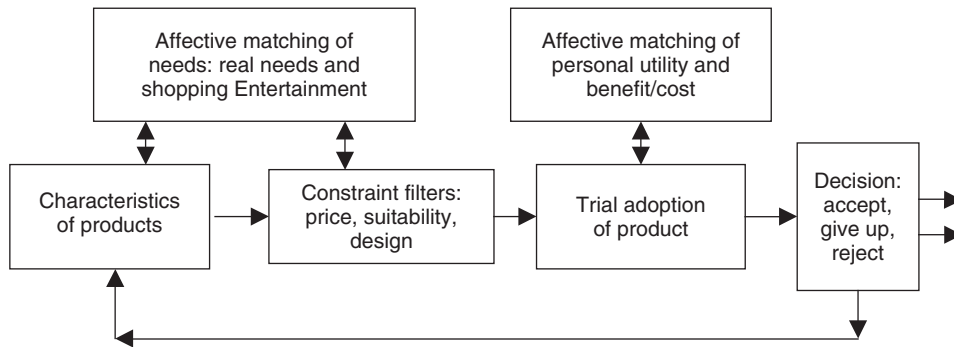 Affective matching of
needs: real needs and
shopping Entertainment
Affective matching of
personal utility and
benefit/cost
Characteristics
of products
Constraint filters:
price, suitability,
design
Trial adoption
of product
Decision:
accept,
give up,
reject